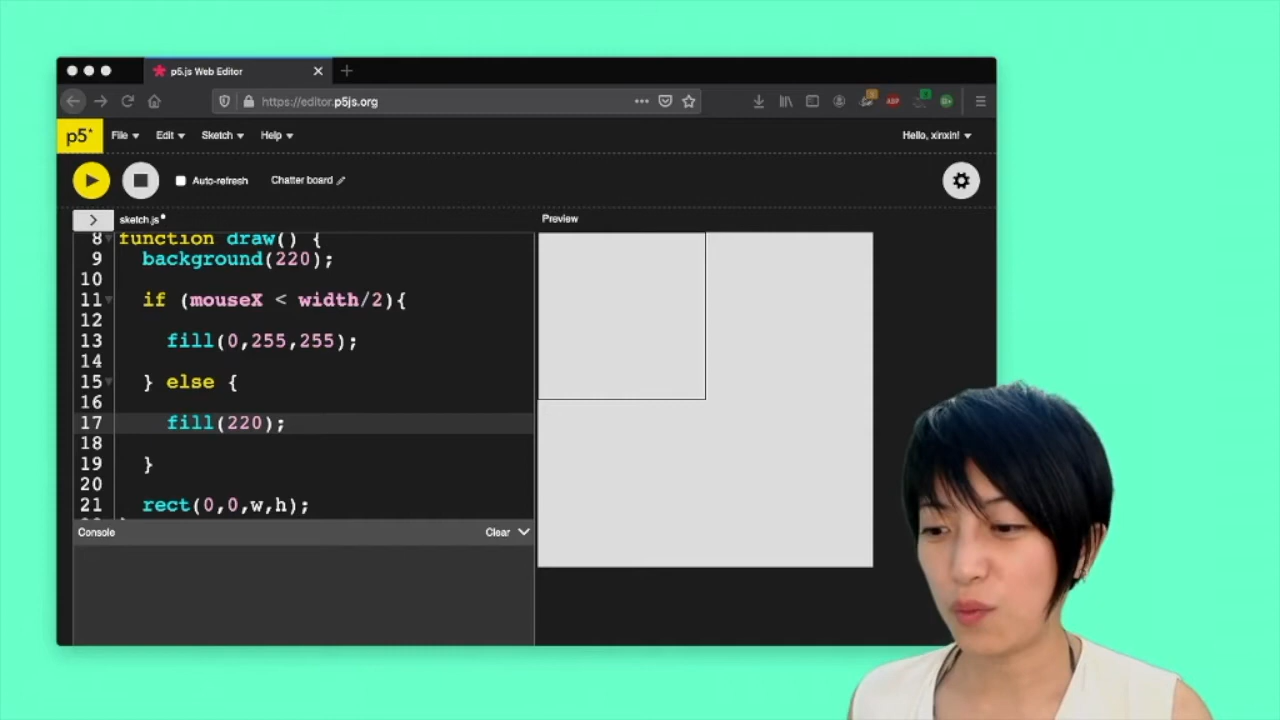 p5.js Web Editor
https://editor.p5js.org
p5* File Edit Sketch Help Hello, xinxin!
Auto-refresh Chatter board
sketch.js Preview
8 function draw() {
9 background(220);
10
11 if (mouseX < width/2){
12
13 fill(0,255,255);
14
15 } else {
16
17 fill(220);
18
19 }
20
21 rect(0,0,w,h);
Console Clear